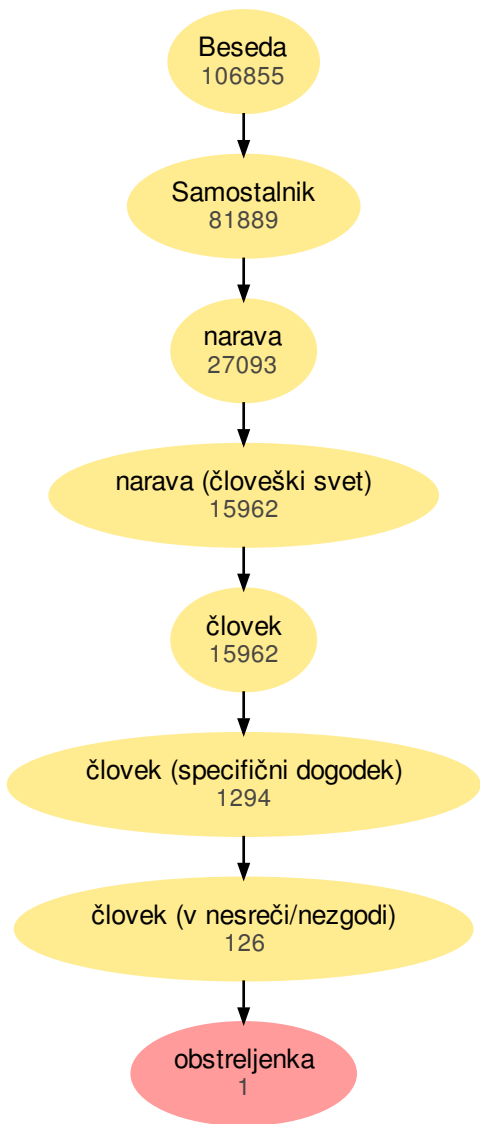 Beseda
106855
Samostalnik
81889
narava
27093
narava (človeški svet)
15962
človek
15962
človek (specifični dogodek)
1294
človek (v nesreči/nezgodi)
126
obstreljenka
1